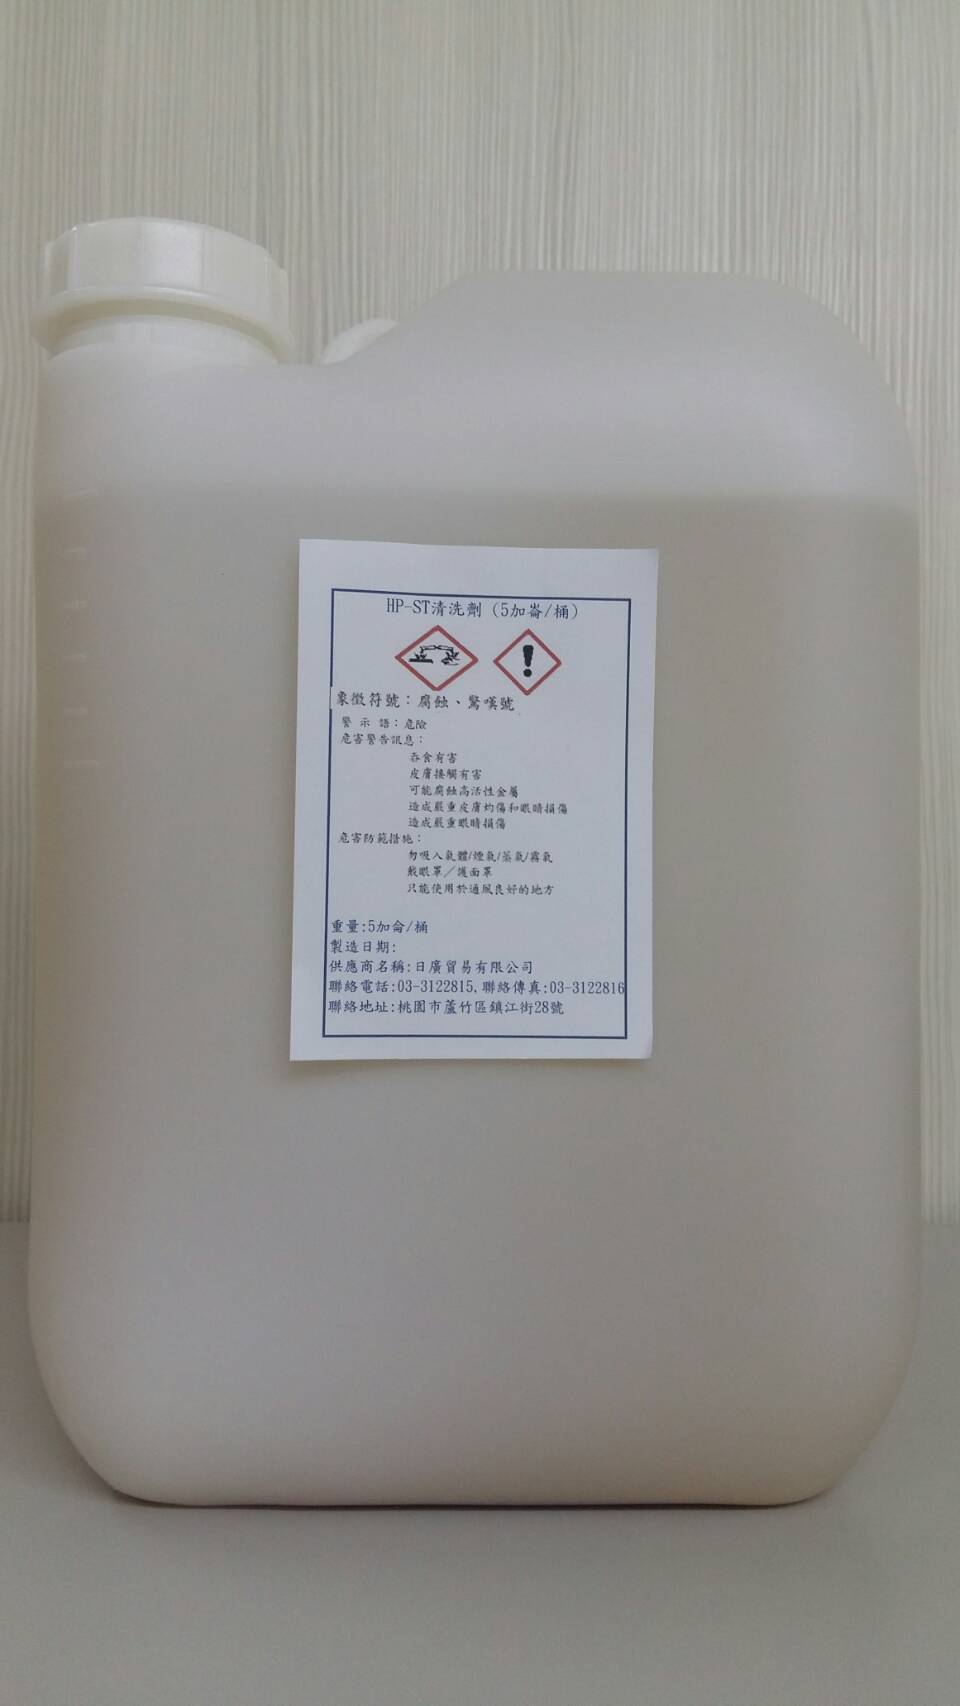 HP-ST清洗劑（5加崙/桶）
象徵符號：腐蝕、驚嘆號
警 示 語：危險
危害警告訊息：
吞食有害
皮膚接觸有害
可能腐蝕高活性金屬
造成嚴重皮膚灼傷和眼睛損傷
造成嚴重眼睛損傷
危害防範措施：
勿吸入氣體/煙氣/蒸氣/霧氣
戴眼罩／護面罩
只能使用於通風良好的地方
重量:5加侖/桶
製造日期:
供應商名稱:日廣貿易有限公司
聯絡電話:03-3122815,聯絡傳真:03-3122816
聯絡地址:桃園市蘆竹區鎮江街28號